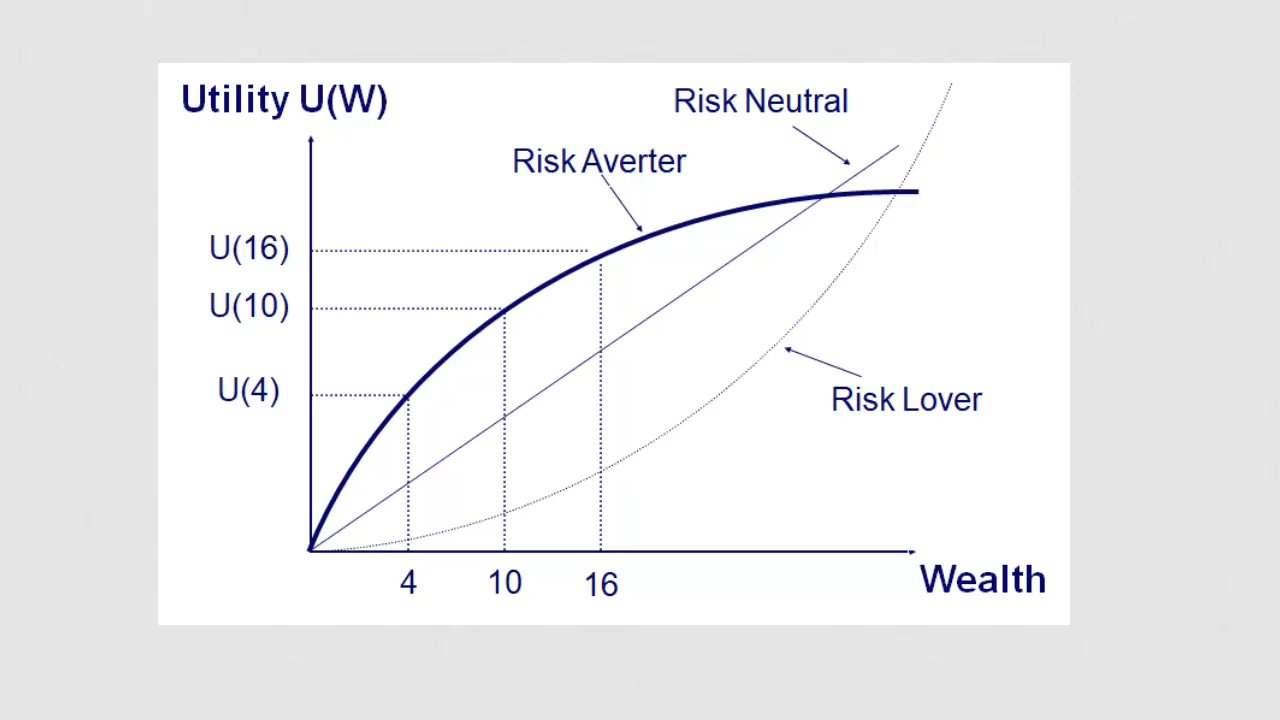 Utility U(W)
Risk Neutral
Risk Averter
U(16)
U(10)
U(4)
Risk Lover
4
10
16
Wealth